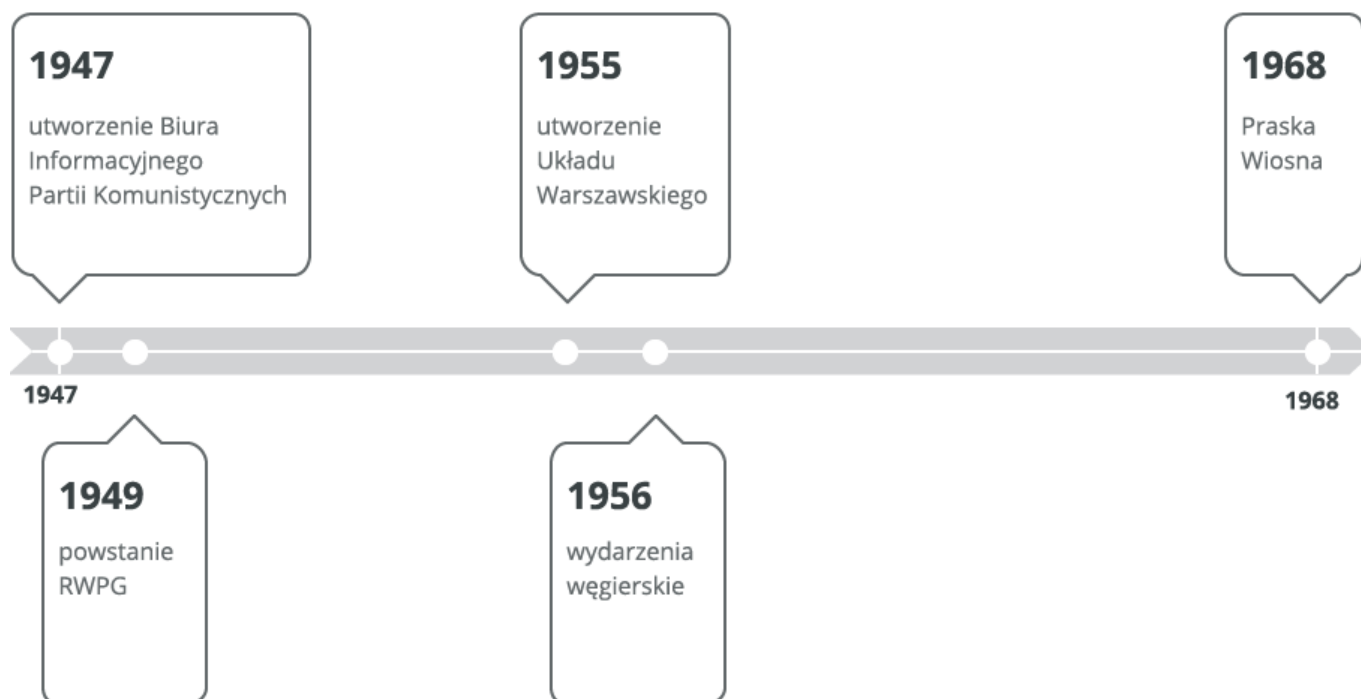 1947
utworzenie Biura
Informacyjnego
Partii Komunistycznych
1955
utworzenie
Układu
Warszawskiego
1968
Praska
Wiosna
1947
1968
1949
powstanie
RWPG
1956
wydarzenia
węgierskie